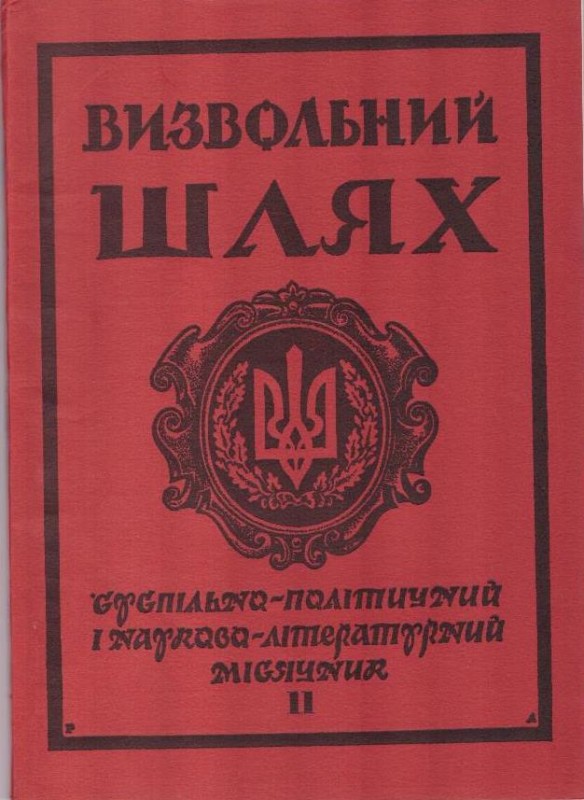 ВИЗВОЛЬНИЙ
ШЛЯХ
СУСПІЛЬНО-ПОЛІТИЧНИЙ
І НАУКОВО-ЛІТЕРАТУРНИЙ
МІСЯЧНИК
11
Р А